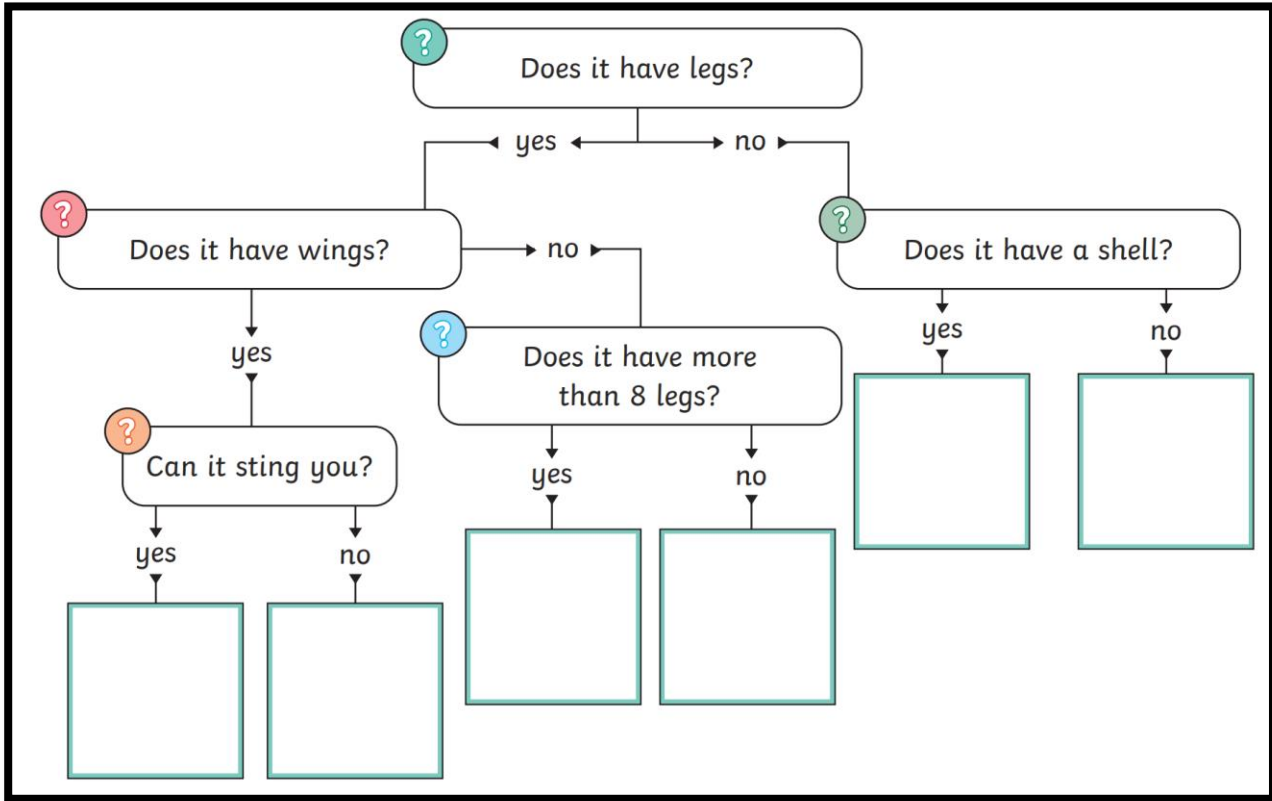 ?
Does it have legs?
yes
no
?
Does it have wings?
no
?
Does it have a shell?
yes
?
Does it have more
than 8 legs?
yes
no
?
Can it sting you?
yes
no
yes
no